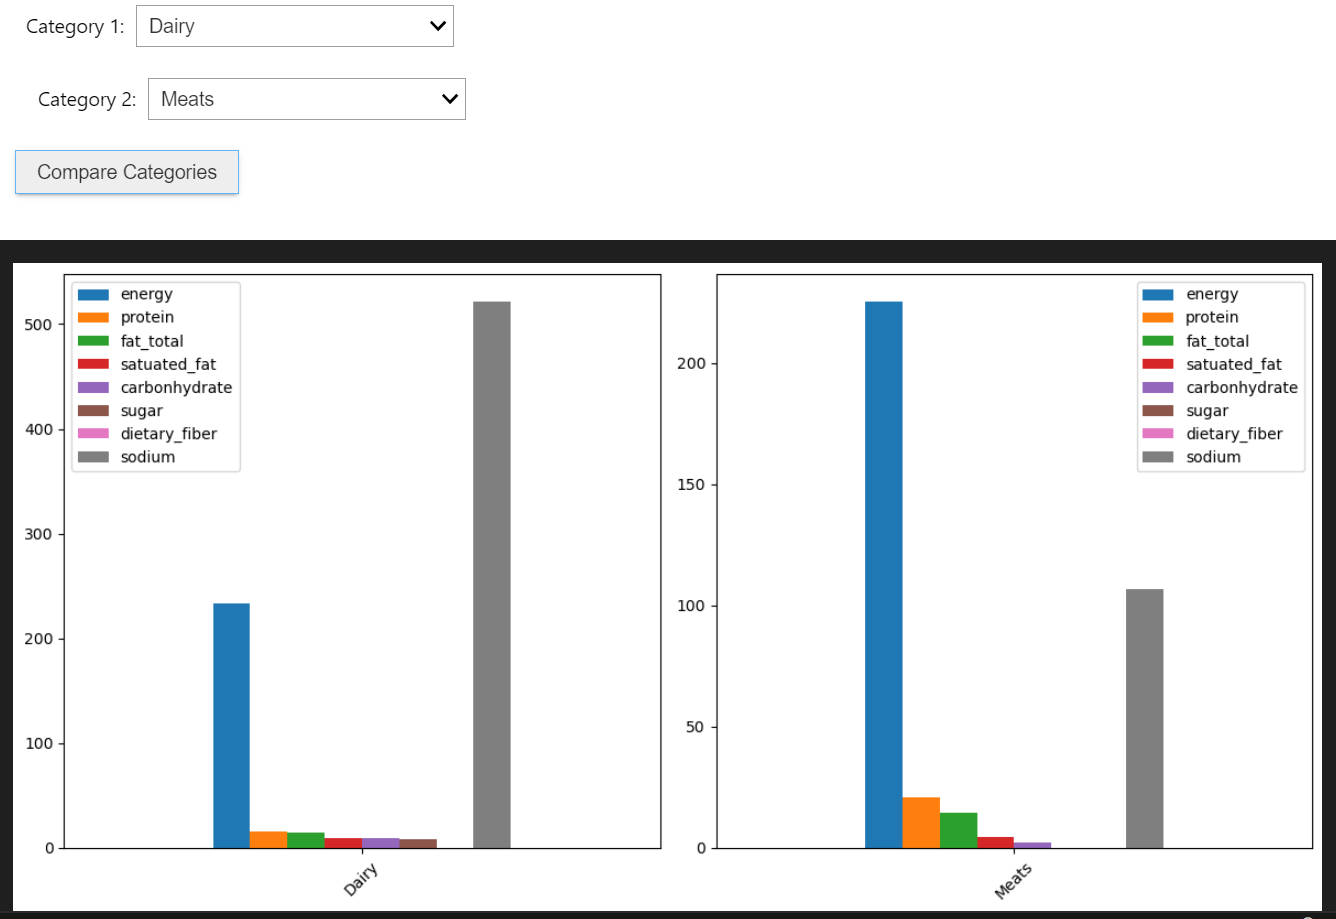 Category 1: Dairy
Category 2: Meats
Compare Categories
energy
protein
fat_total
satuated_fat
carbonhydrate
sugar
dietary_fiber
sodium
500
400
300
200
100
0
Dairy
energy
protein
fat_total
satuated_fat
carbonhydrate
sugar
dietary_fiber
sodium
200
150
100
50
0
Meats